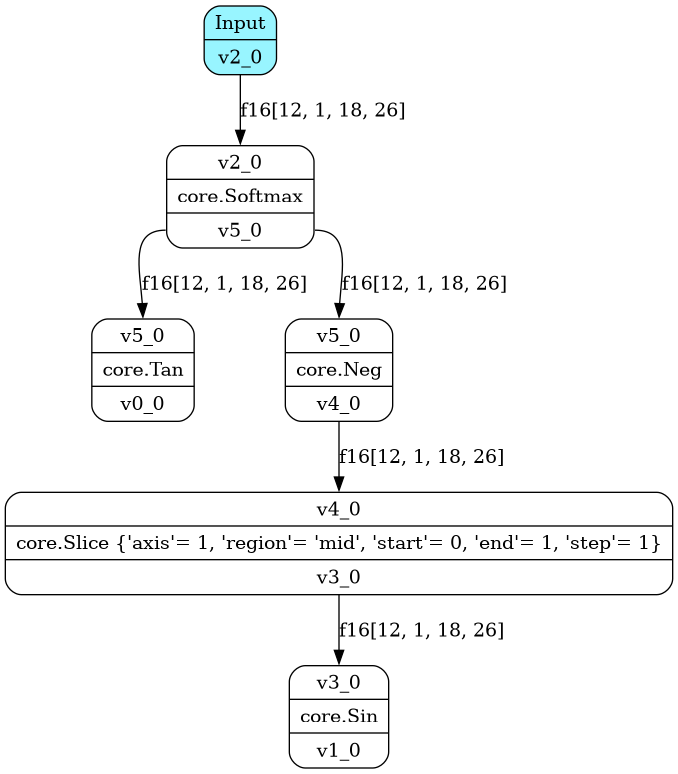 Input
v2_0
f16[12, 1, 18, 26]
v2_0
core.Softmax
v5_0
f16[12, 1, 18, 26]
f16[12, 1, 18, 26]
v5_0
core.Tan
v0_0
v5_0
core.Neg
v4_0
f16[12, 1, 18, 26]
v4_0
core.Slice {'axis'= 1, 'region'= 'mid', 'start'= 0, 'end'= 1, 'step'= 1}
v3_0
f16[12, 1, 18, 26]
v3_0
core.Sin
v1_0